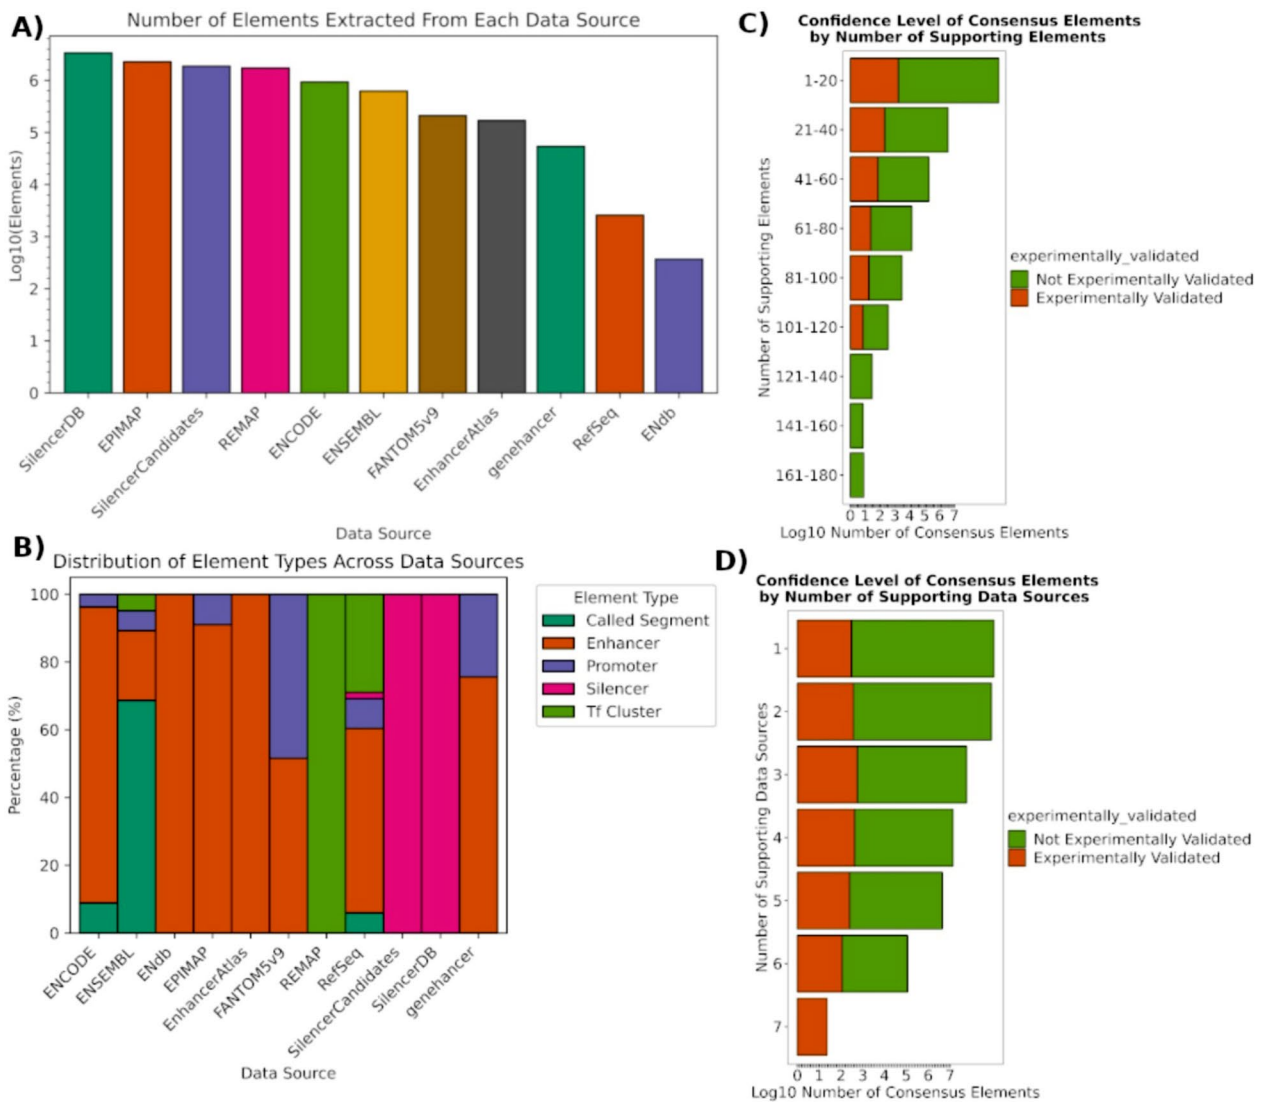 A)
Number of Elements Extracted From Each Data Source
Log10(Elements)
6
5
4
3
2
1
0
SilencerDB
EPIMAP
SilencerCandidates
REMAP
ENCODE
ENSEMBL
FANTOM5v9
EnhancerAtlas
genehancer
RefSeq
ENdb
Data Source
B)
Distribution of Element Types Across Data Sources
Percentage (%)
100
80
60
40
20
0
ENCODE
ENSEMBL
ENdb
EPIMAP
EnhancerAtlas
FANTOM5v9
REMAP
RefSeq
SilencerCandidates
SilencerDB
genehancer
Data Source
Element Type
Called Segment
Enhancer
Promoter
Silencer
Tf Cluster
C)
Confidence Level of Consensus Elements
by Number of Supporting Elements
Number of Supporting Elements
1-20
21-40
41-60
61-80
81-100
101-120
121-140
141-160
161-180
0 1 2 3 4 5 6 7
Log10 Number of Consensus Elements
experimentally_validated
Not Experimentally Validated
Experimentally Validated
D)
Confidence Level of Consensus Elements
by Number of Supporting Data Sources
Number of Supporting Data Sources
1
2
3
4
5
6
7
0 1 2 3 4 5 6 7
Log10 Number of Consensus Elements
experimentally_validated
Not Experimentally Validated
Experimentally Validated